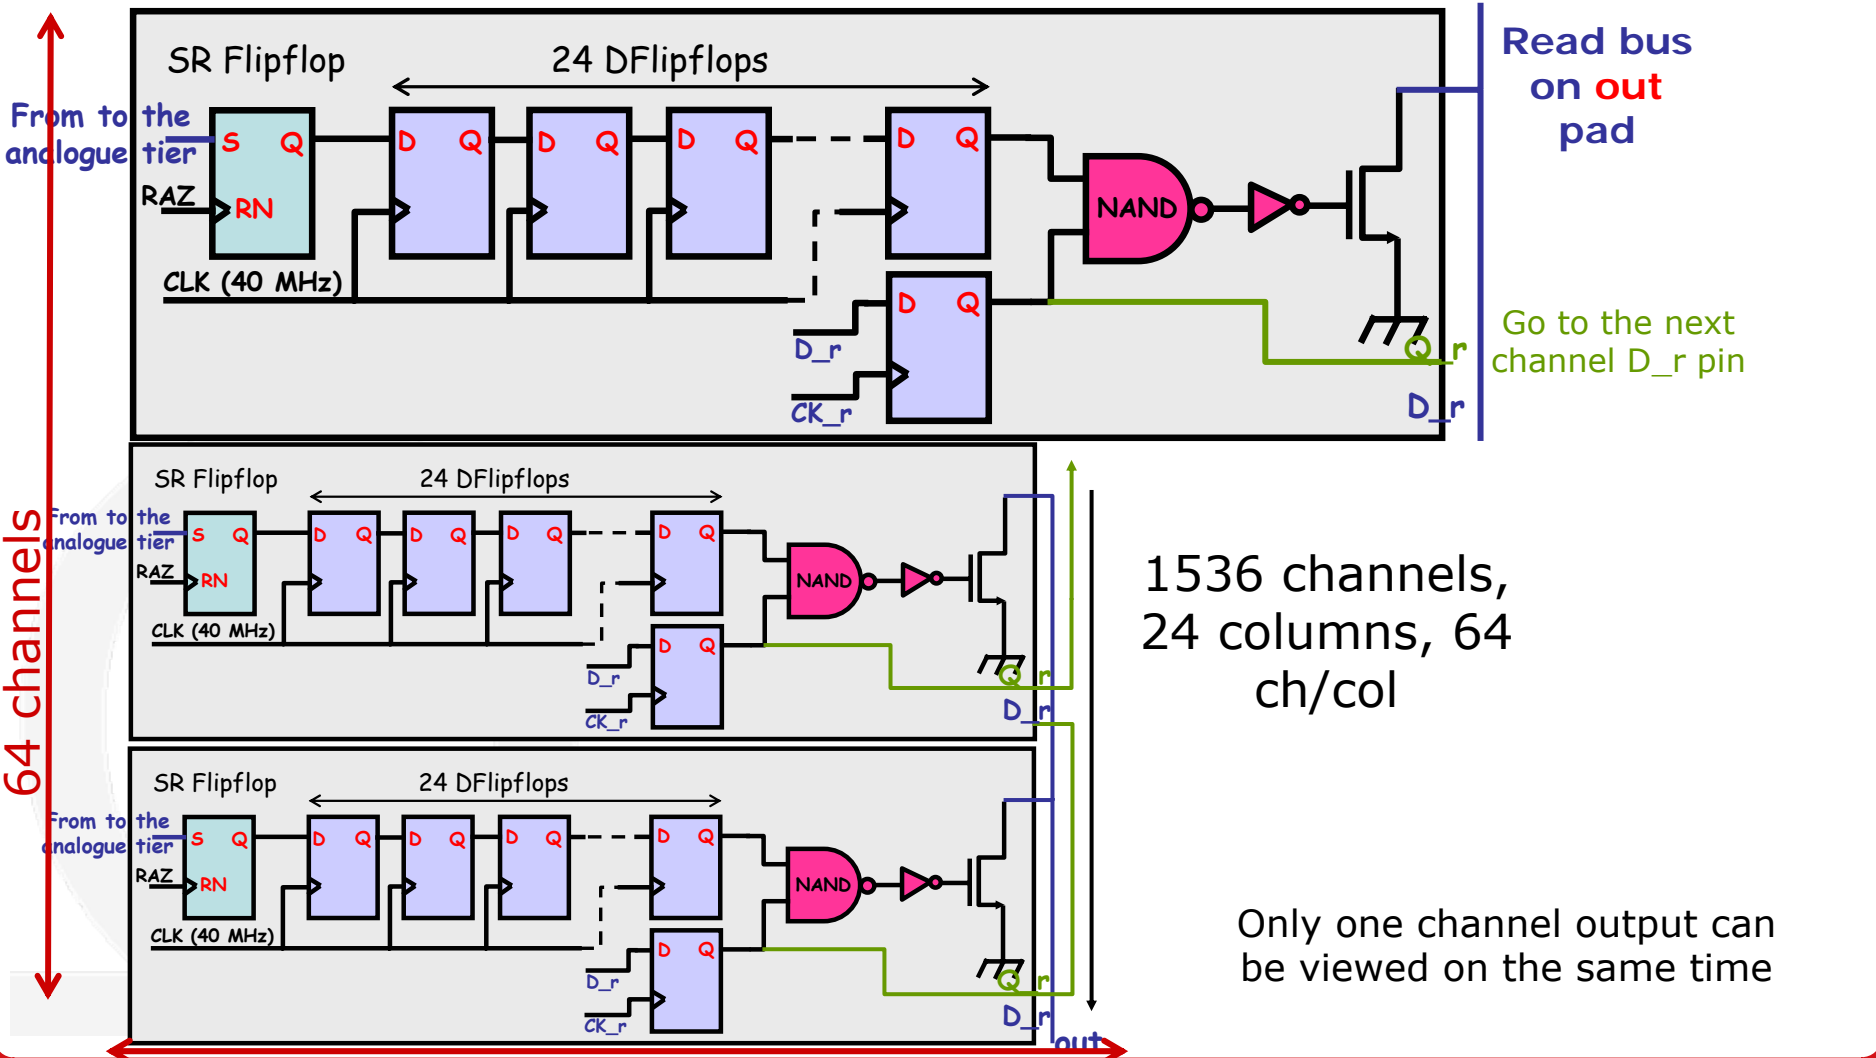 SR Flipflop
24 DFlipflops
Read bus
on out
pad
From to the
analogue tier
S Q
D Q
D Q
D Q
D Q
RAZ
RN
NAND
CLK (40 MHz)
D Q
D_r
CK_r
Q_r
D_r
Go to the next
channel D_r pin
64 channels
SR Flipflop
24 DFlipflops
From to the
analogue tier
S Q
D Q
D Q
D Q
D Q
RAZ
RN
NAND
CLK (40 MHz)
D Q
D_r
CK_r
Q_r
D_r
1536 channels,
24 columns, 64
ch/col
SR Flipflop
24 DFlipflops
From to the
analogue tier
S Q
D Q
D Q
D Q
D Q
RAZ
RN
NAND
CLK (40 MHz)
D Q
D_r
CK_r
Q_r
D_r
out
Only one channel output can
be viewed on the same time